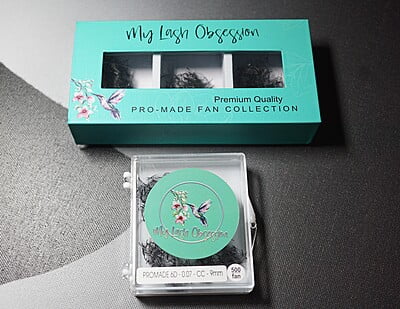 My Lash Obsession
Premium Quality
PRO-MADE FAN COLLECTION
My Lash Obsession
PROMADE 6D - 0.07 - CC - 9mm
500
fan